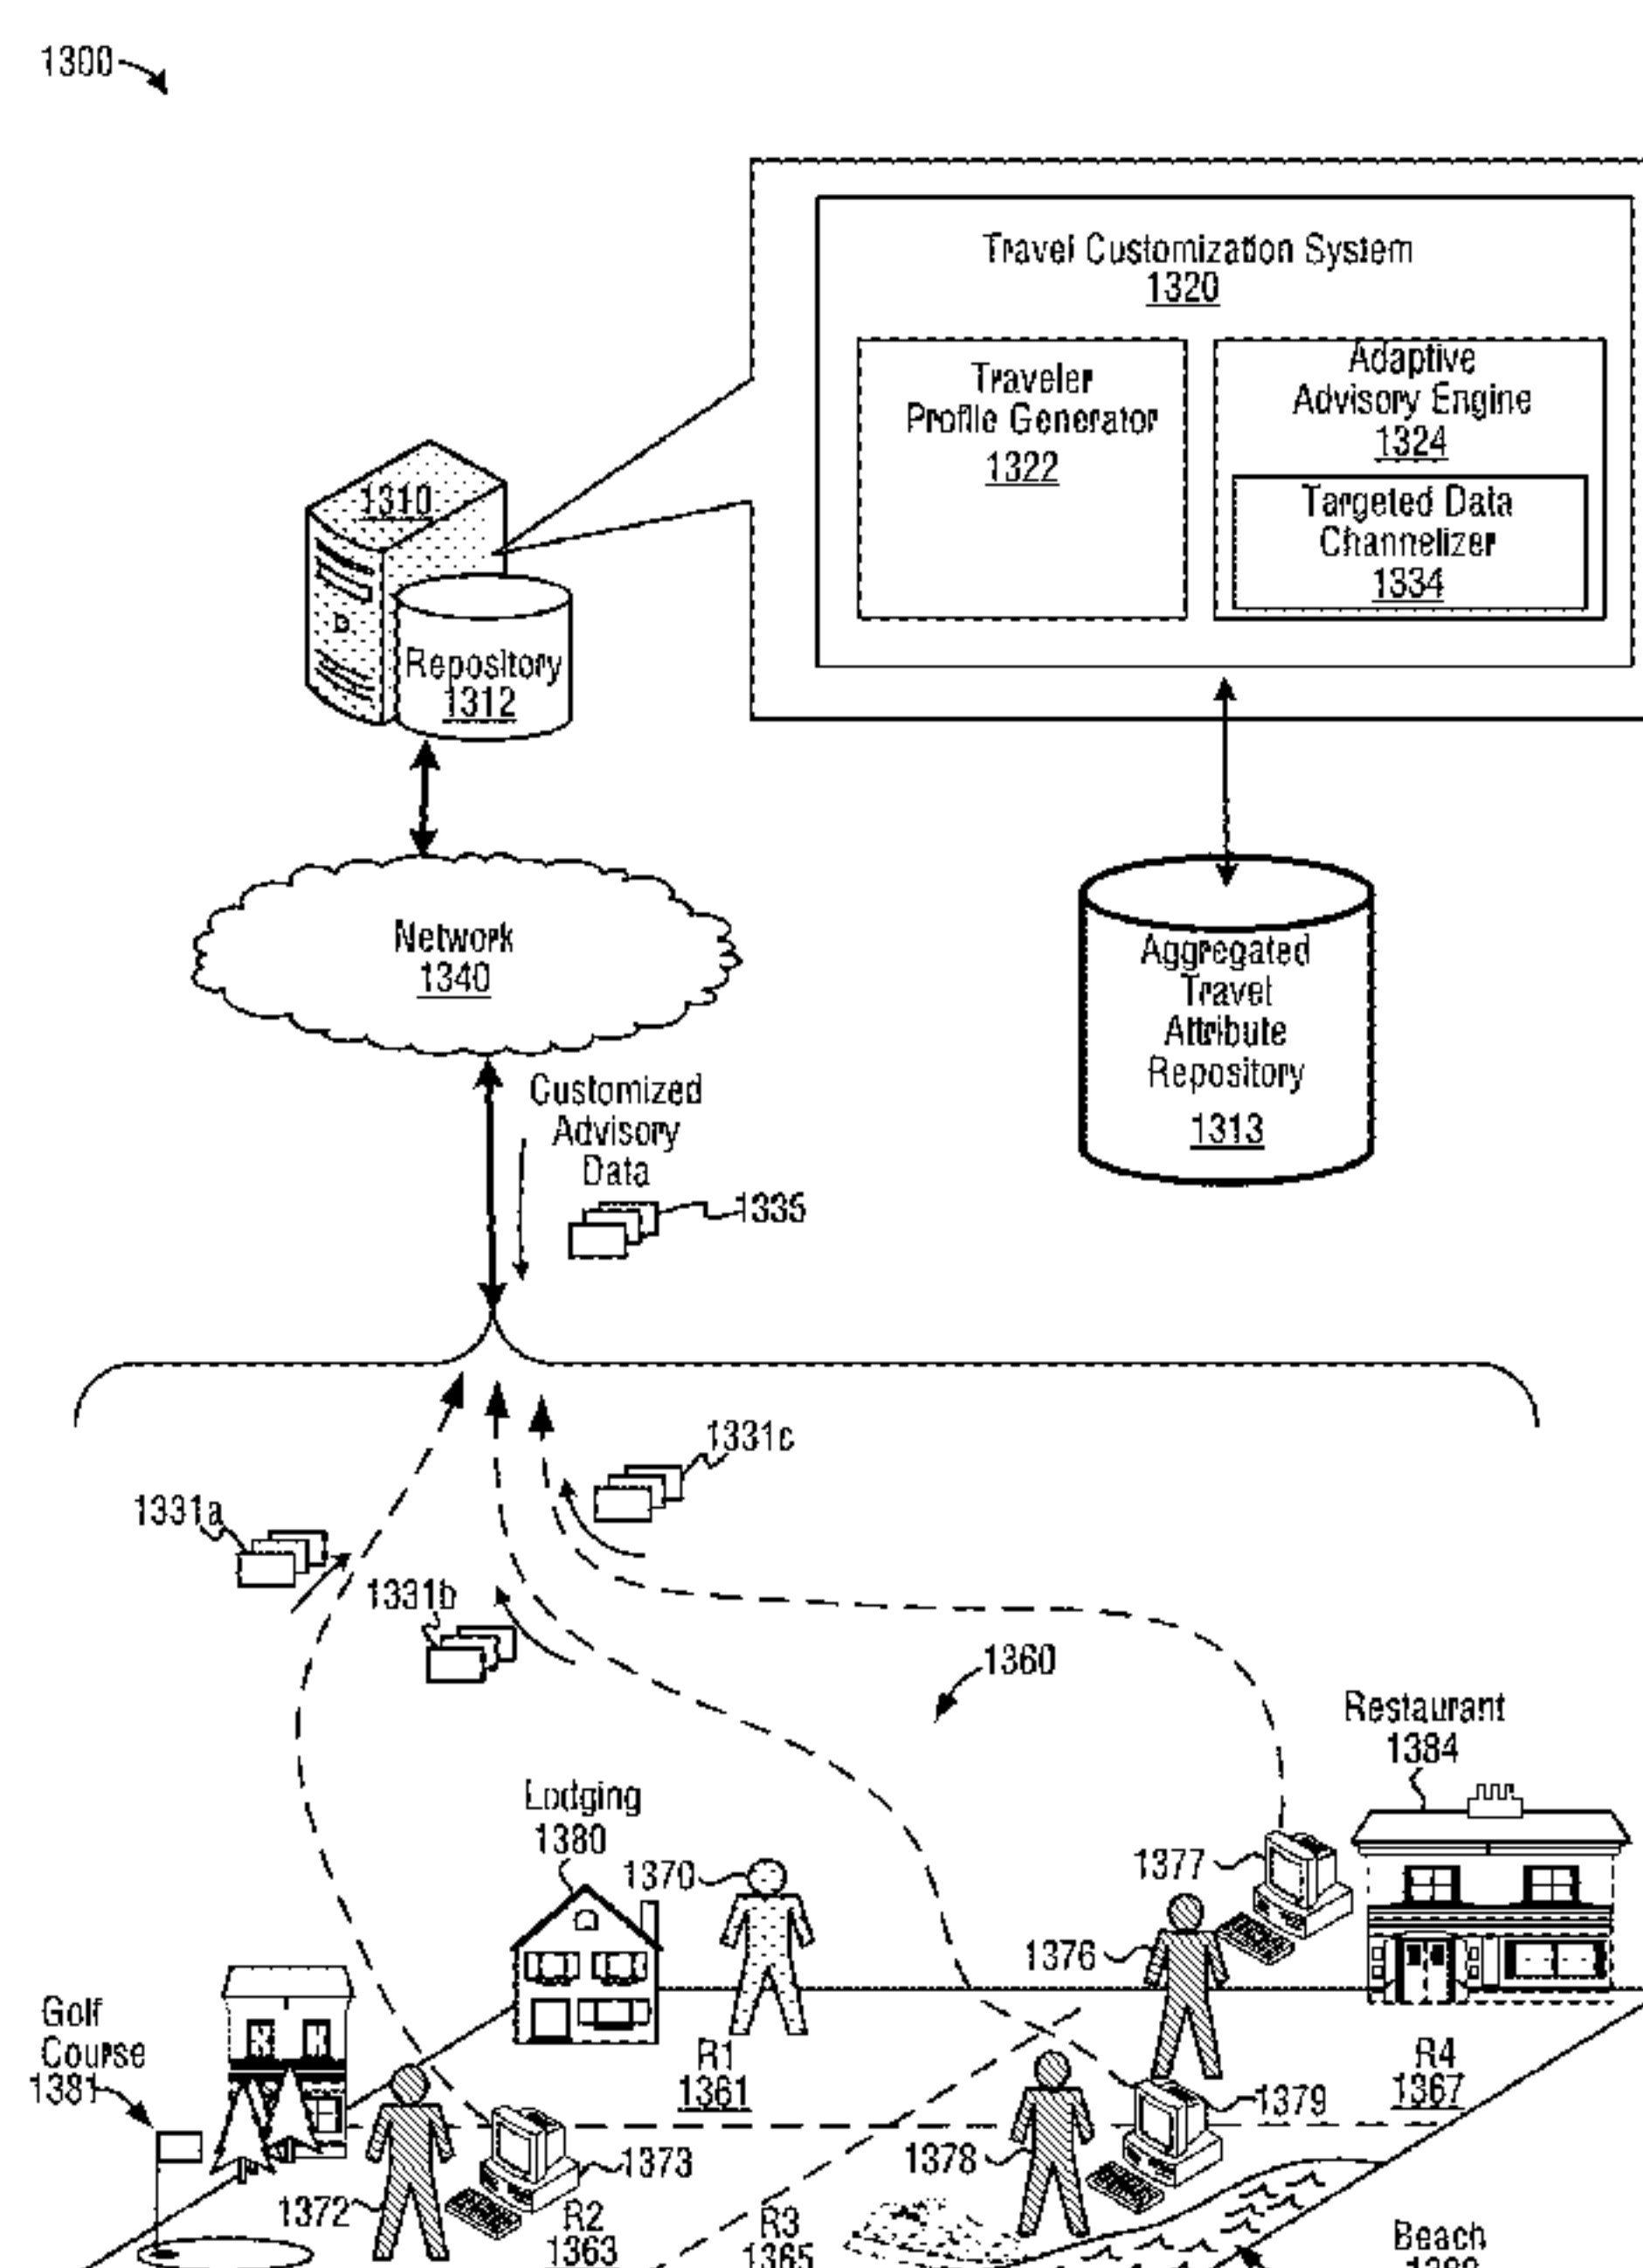 1300
Travel Customization System
1320
Traveler
Profile Generator
1322
Adaptive
Advisory Engine
1324
Targeted Data
Channelizer
1334
1310
Repository
1312
Network
1340
Aggregated
Travel
Attribute
Repository
1313
Customized
Advisory
Data
1335
1331c
1331a
1331b
1360
Restaurant
1384
Lodging
1380
1370
1377
1376
Golf
Course
1381
R1
1361
R4
1367
1379
1378
1373
1372
R2
1363
R3
1365
Beach